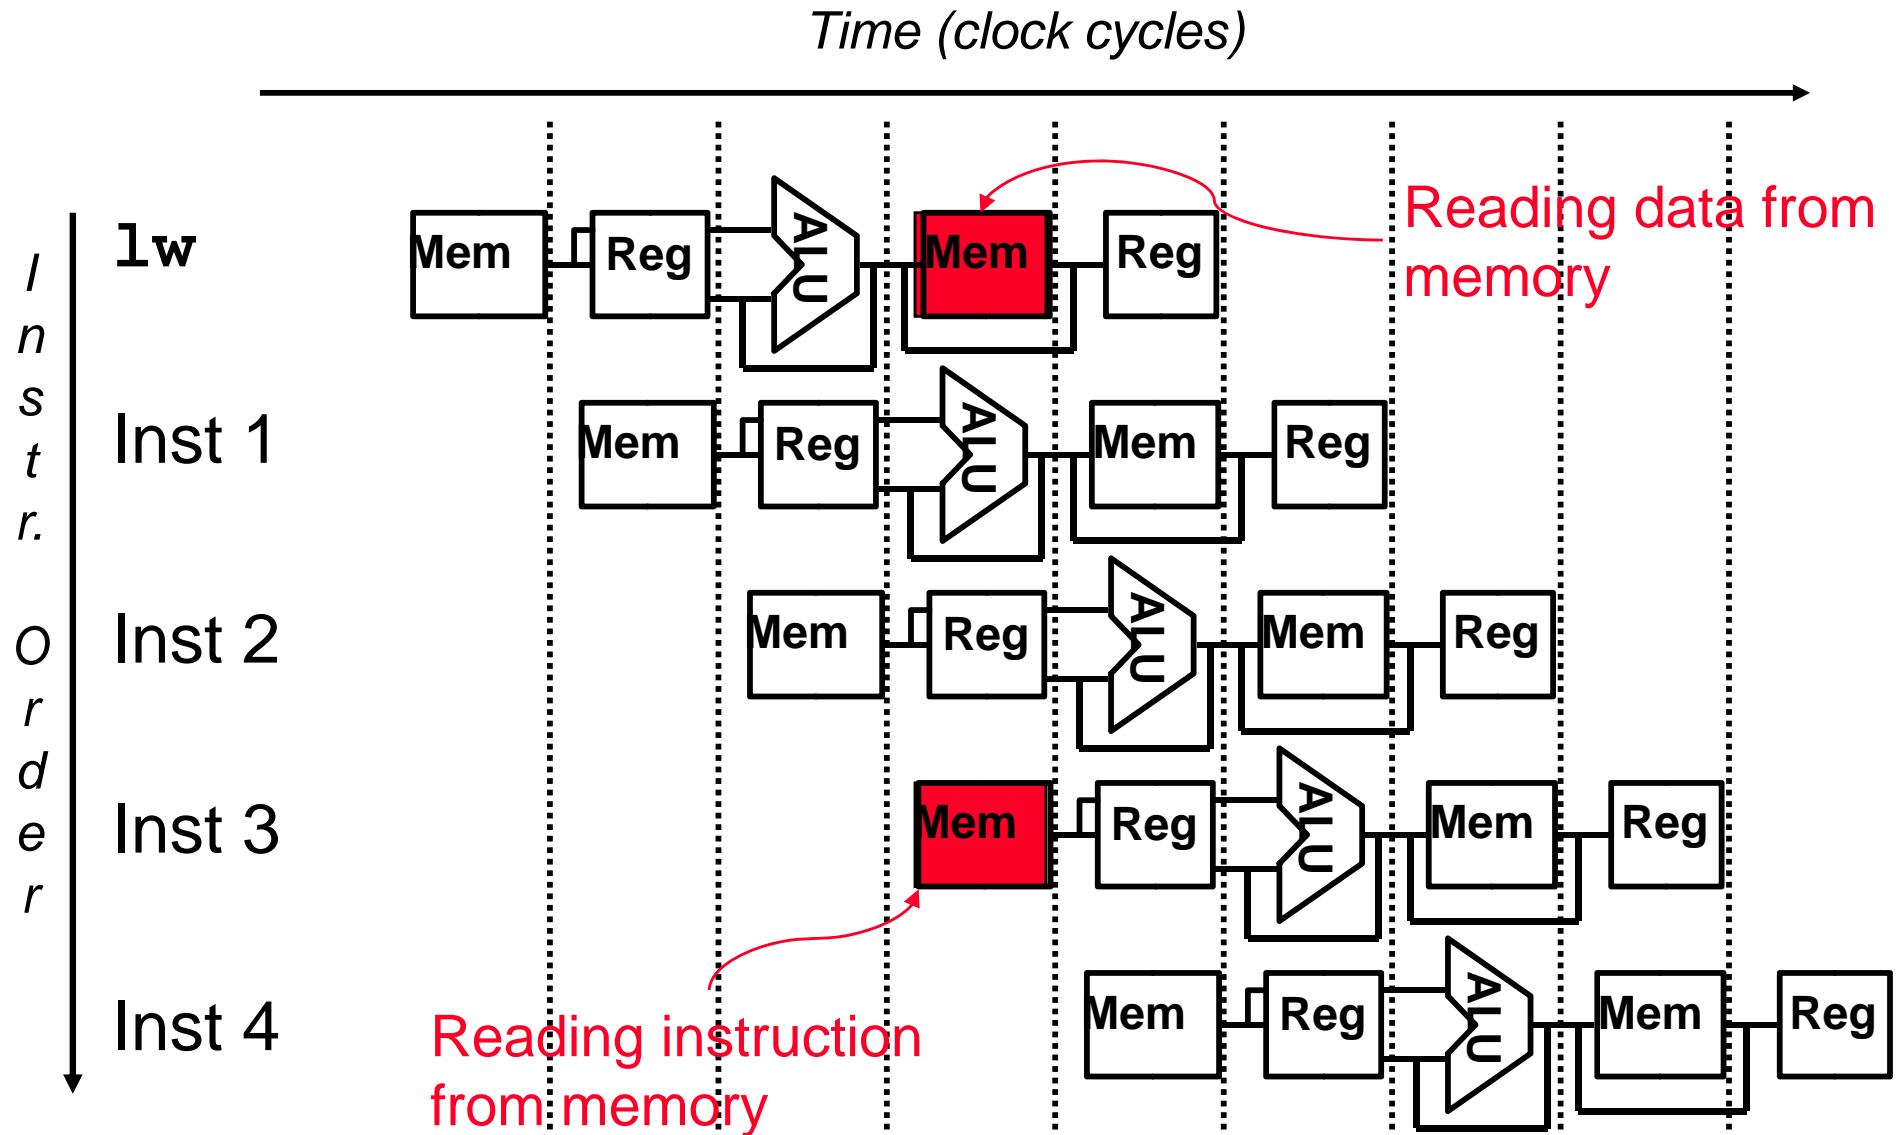 Time (clock cycles)
Instr. Order
lw
Mem Reg ALU Mem Reg
Reading data from
memory
Inst 1
Mem Reg ALU Mem Reg
Inst 2
Mem Reg ALU Mem Reg
Inst 3
Mem Reg ALU Mem Reg
Inst 4
Mem Reg ALU Mem Reg
Reading instruction
from memory